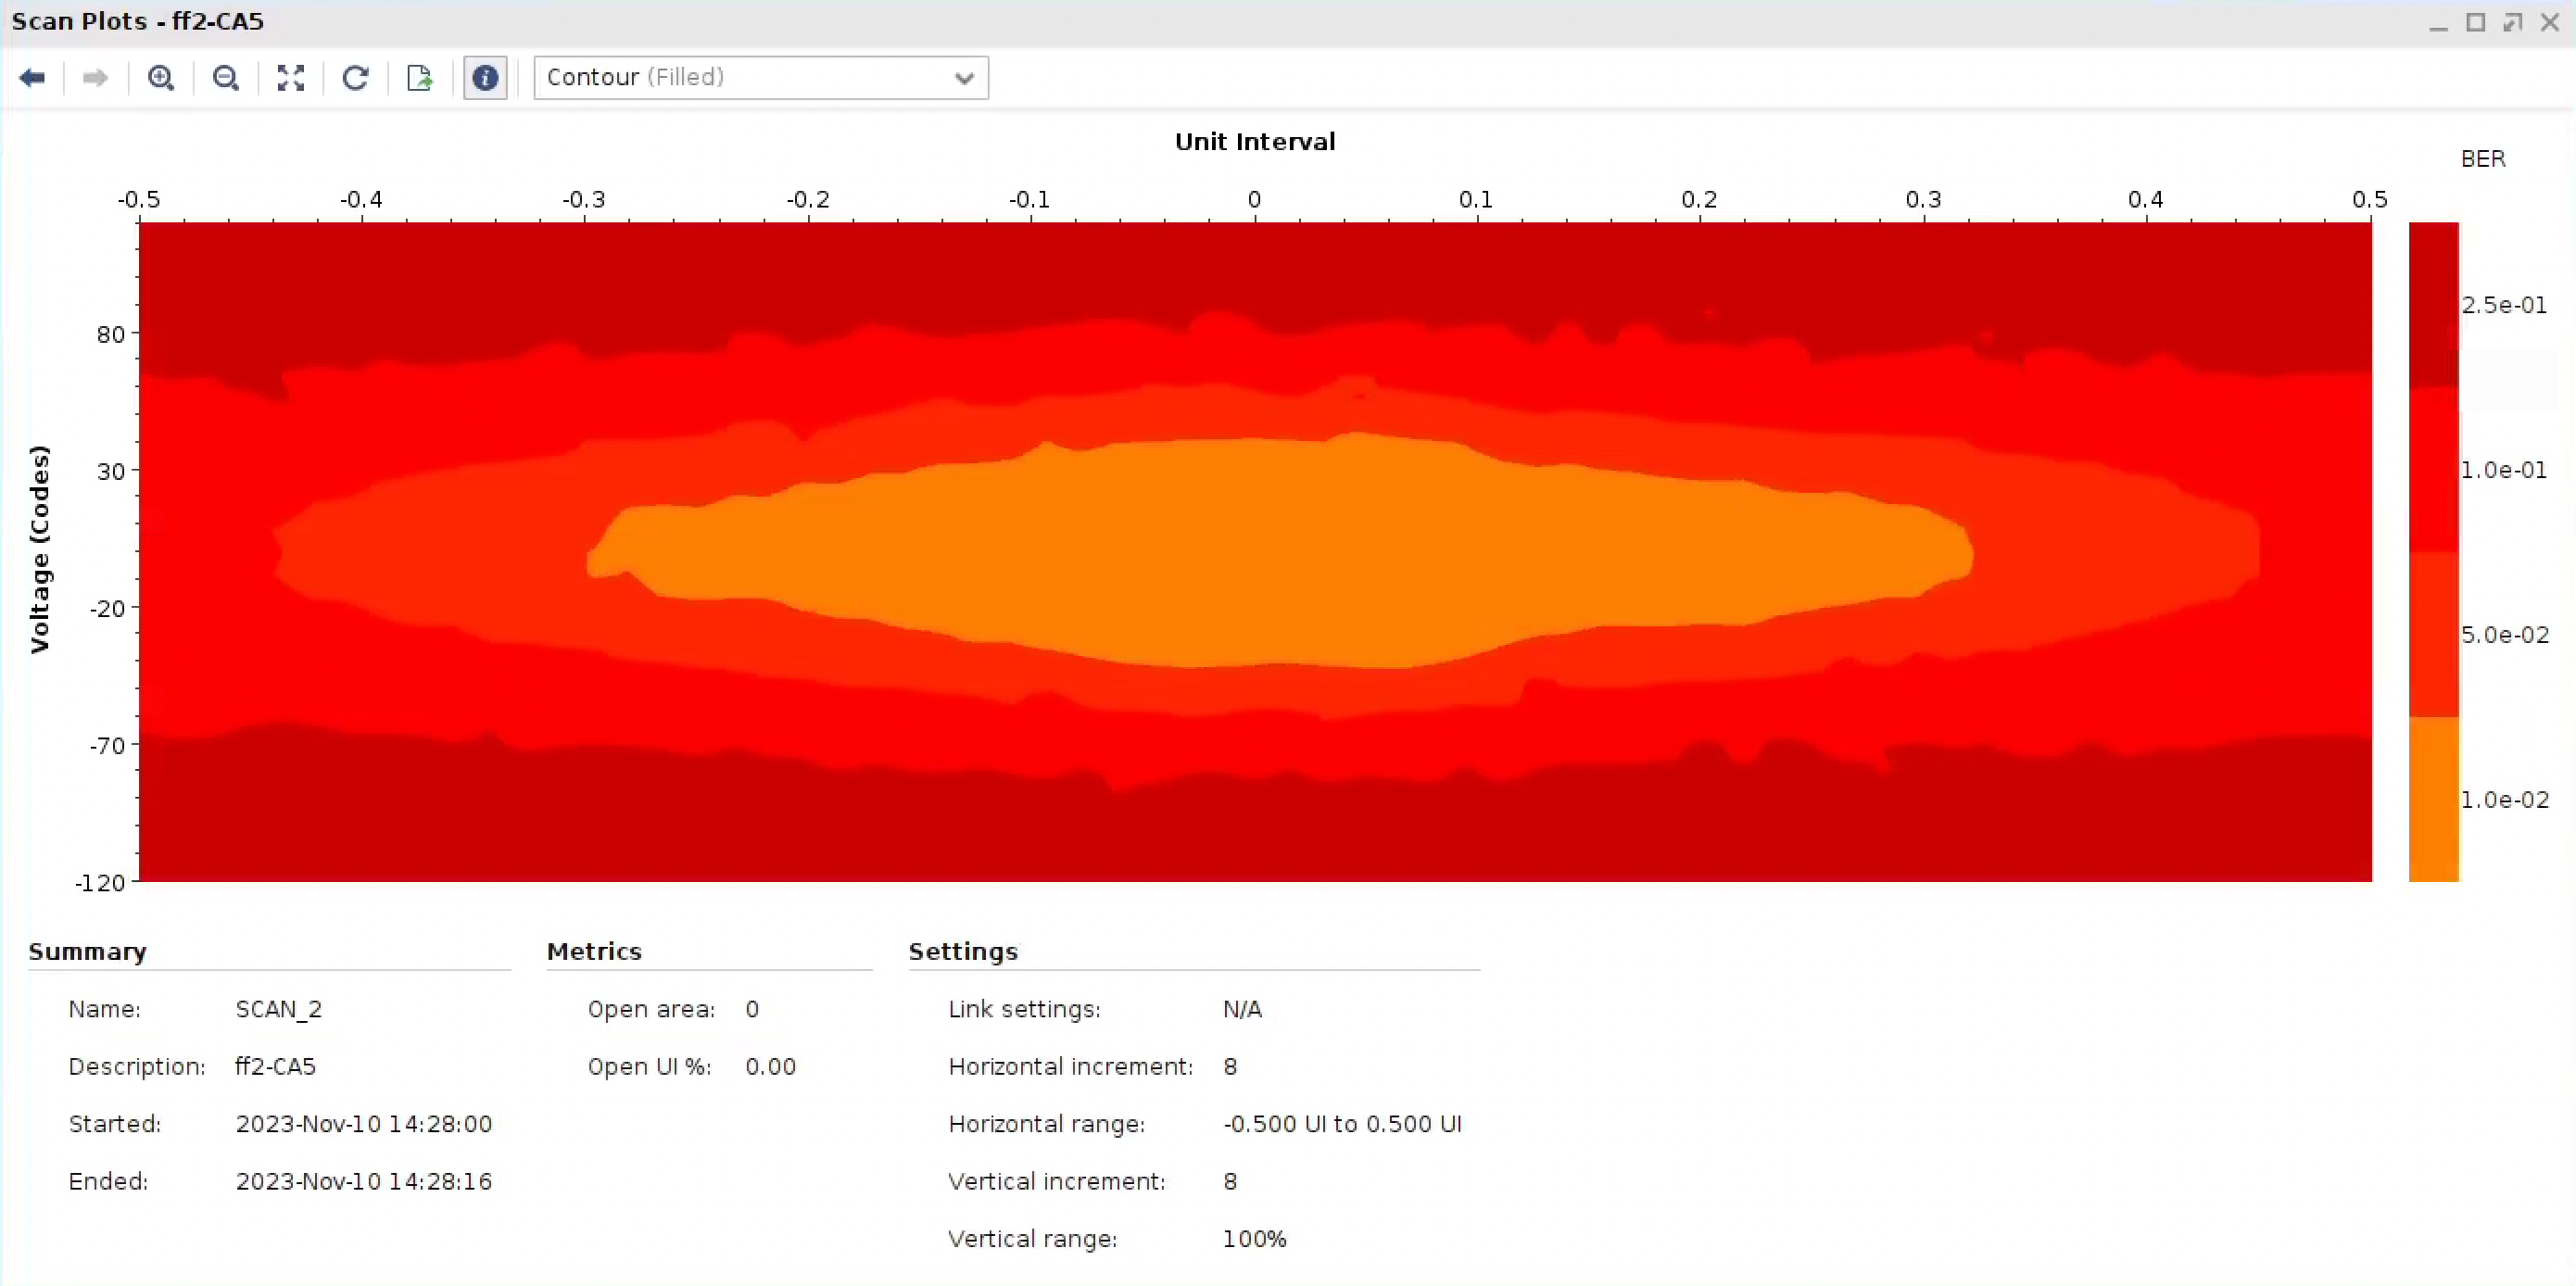 Scan Plots - ff2-CA5
Contour (Filled)
Unit Interval
BER
-0.5 -0.4 -0.3 -0.2 -0.1 0 0.1 0.2 0.3 0.4 0.5
2.5e-01
80
1.0e-01
30
Voltage (Codes)
-20
5.0e-02
-70
1.0e-02
-120
Summary
Name: SCAN_2
Description: ff2-CA5
Started: 2023-Nov-10 14:28:00
Ended: 2023-Nov-10 14:28:16
Metrics
Open area: 0
Open UI %: 0.00
Settings
Link settings: N/A
Horizontal increment: 8
Horizontal range: -0.500 UI to 0.500 UI
Vertical increment: 8
Vertical range: 100%